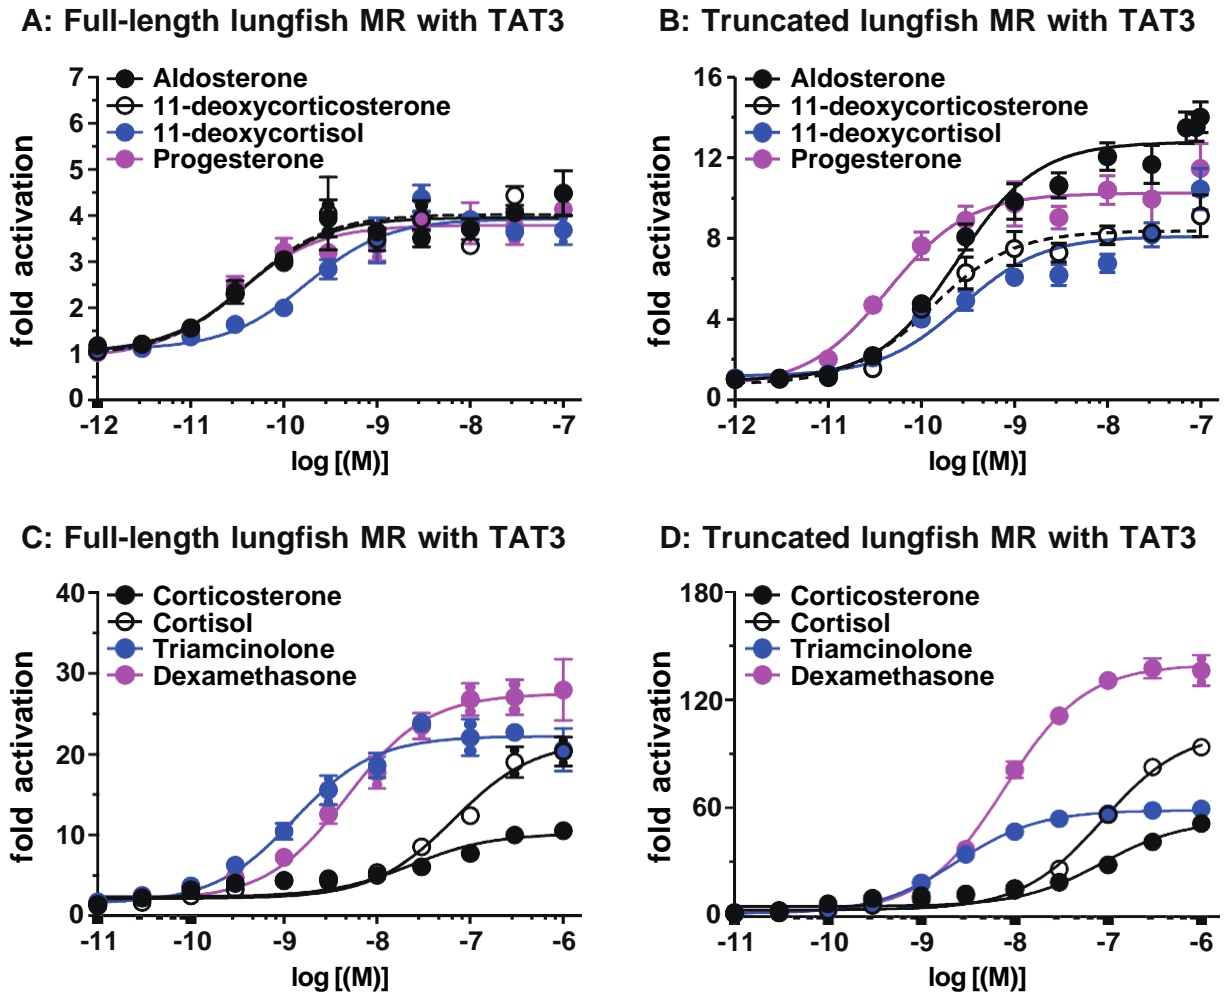 A: Full-length lungfish MR with TAT3
7
6
5
4
3
2
1
0
fold activation
Aldosterone
11-deoxycorticosterone
11-deoxycortisol
Progesterone
-12 -11 -10 -9 -8 -7
log [(M)]
B: Truncated lungfish MR with TAT3
16
12
8
4
0
fold activation
Aldosterone
11-deoxycorticosterone
11-deoxycortisol
Progesterone
-12 -11 -10 -9 -8 -7
log [(M)]
C: Full-length lungfish MR with TAT3
40
30
20
10
0
fold activation
Corticosterone
Cortisol
Triamcinolone
Dexamethasone
-11 -10 -9 -8 -7 -6
log [(M)]
D: Truncated lungfish MR with TAT3
180
120
60
0
fold activation
Corticosterone
Cortisol
Triamcinolone
Dexamethasone
-11 -10 -9 -8 -7 -6
log [(M)]